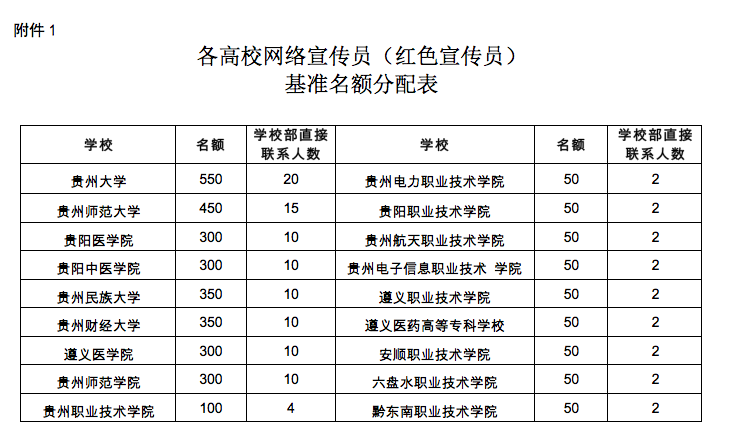 附件 1
各高校网络宣传员（红色宣传员）
基准名额分配表
学校 名额 学校部直接联系人数 学校 名额 学校部直接联系人数
贵州大学 550 20 贵州电力职业技术学院 50 2
贵州师范大学 450 15 贵阳职业技术学院 50 2
贵阳医学院 300 10 贵州航天职业技术学院 50 2
贵阳中医学院 300 10 贵州电子信息职业技术 学院 50 2
贵州民族大学 350 10 遵义职业技术学院 50 2
贵州财经大学 350 10 遵义医药高等专科学校 50 2
遵义医学院 300 10 安顺职业技术学院 50 2
贵州师范学院 300 10 六盘水职业技术学院 50 2
贵州职业技术学院 100 4 黔东南职业技术学院 50 2